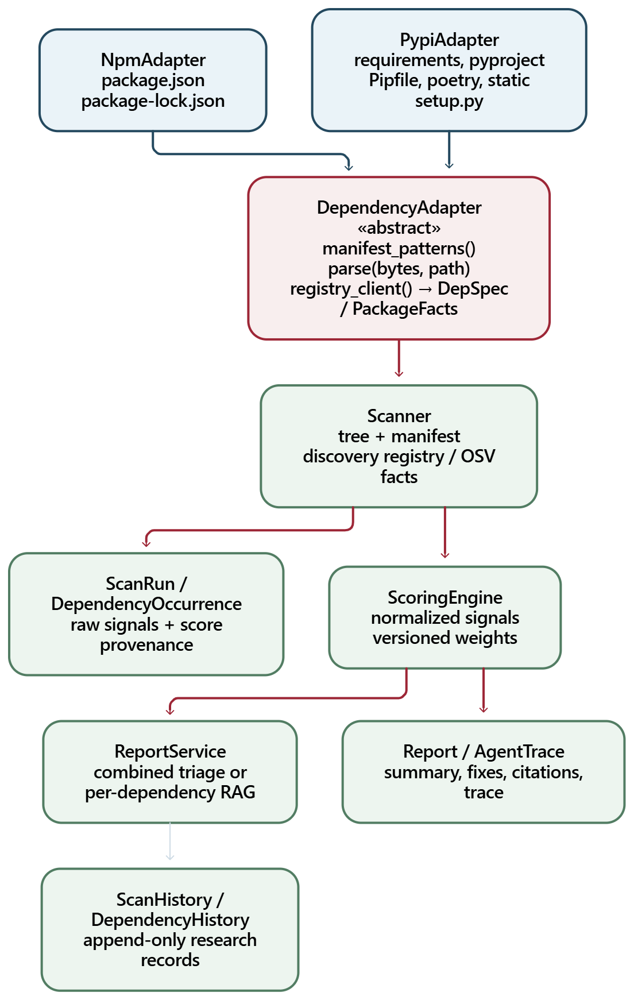 NpmAdapter
package.json
package-lock.json
PypiAdapter
requirements, pyproject
Pipfile, poetry, static
setup.py
DependencyAdapter
«abstract»
manifest_patterns()
parse(bytes, path)
registry_client() → DepSpec
/ PackageFacts
Scanner
tree + manifest
discovery registry / OSV
facts
ScanRun /
DependencyOccurrence
raw signals + score
provenance
ScoringEngine
normalized signals
versioned weights
ReportService
combined triage or
per-dependency RAG
Report / AgentTrace
summary, fixes, citations,
trace
ScanHistory /
DependencyHistory
append-only research
records